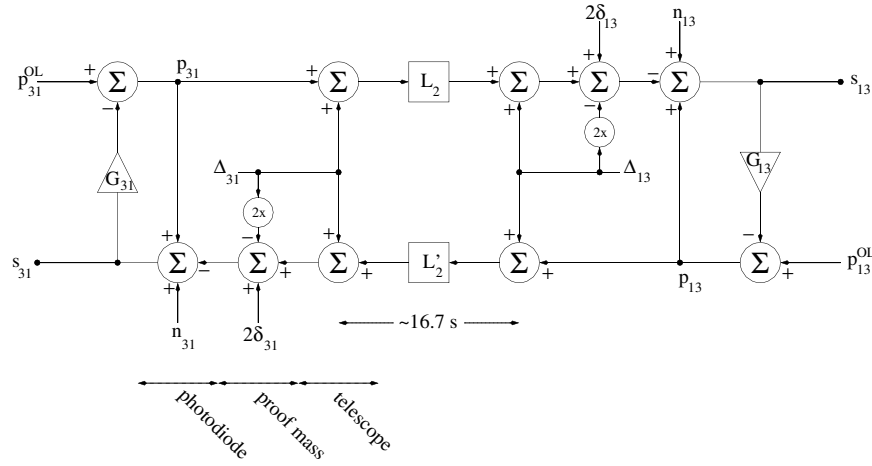 2δ₁₃ n₁₃
p₃₁ᴼᴸ + Σ p₃₁ + Σ L₂ + Σ + + Σ − + Σ s₁₃
− + + − +
2x
G₃₁ Δ₃₁ Δ₁₃ G₁₃
2x
+ − + + −
s₃₁ Σ − Σ + Σ + L'₂ Σ + p₁₃ Σ + p₁₃ᴼᴸ
+ +
n₃₁ 2δ₃₁ ~16.7 s
photodiode
proof mass
telescope